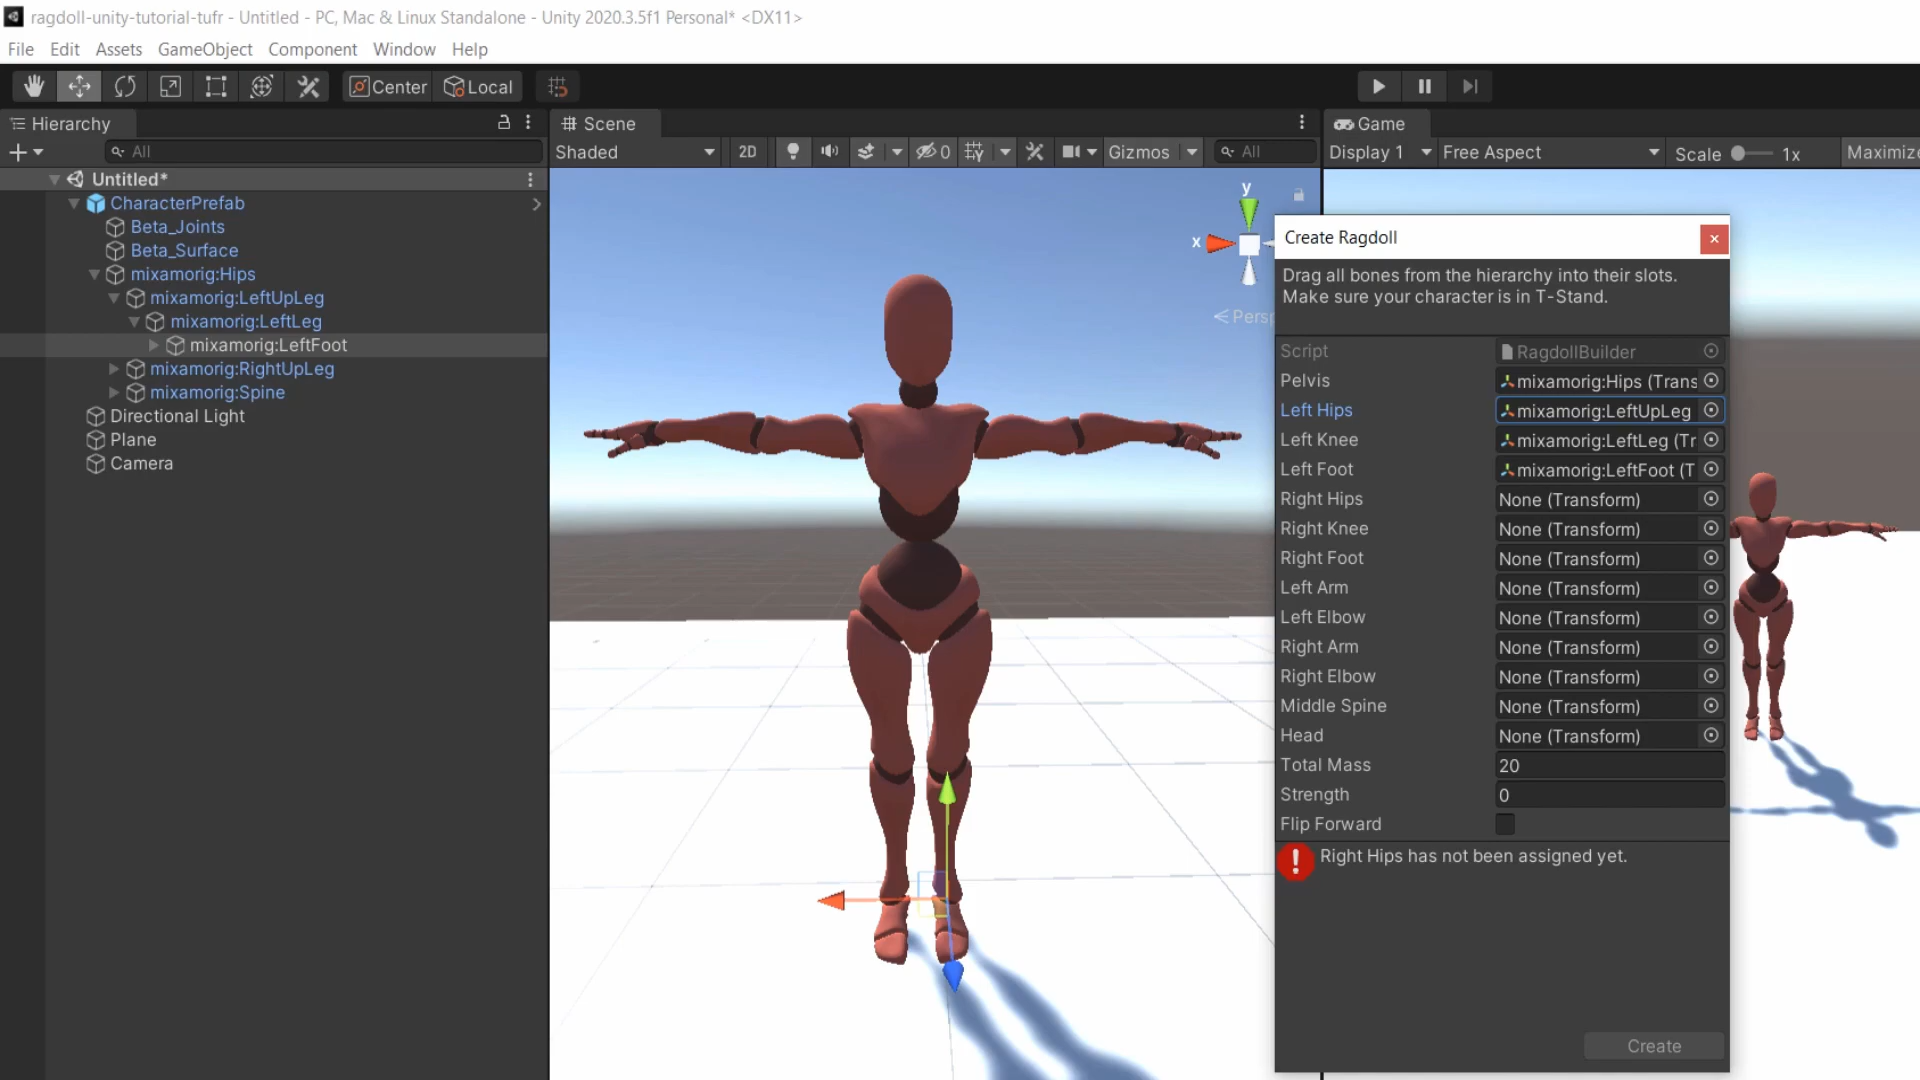 ragdoll-unity-tutorial-tufr - Untitled - PC, Mac & Linux Standalone - Unity 2020.3.5f1 Personal* <DX11>
File Edit Assets GameObject Component Window Help
Center Local
Hierarchy
All
Untitled*
CharacterPrefab
Beta_Joints
Beta_Surface
mixamorig:Hips
mixamorig:LeftUpLeg
mixamorig:LeftLeg
mixamorig:LeftFoot
mixamorig:RightUpLeg
mixamorig:Spine
Directional Light
Plane
Camera
Scene
Shaded 2D 0 Gizmos All
y
x
Persp
Game
Display 1 Free Aspect Scale 1x Maximize
Create Ragdoll
Drag all bones from the hierarchy into their slots.
Make sure your character is in T-Stand.
Script RagdollBuilder
Pelvis mixamorig:Hips (Trans
Left Hips mixamorig:LeftUpLeg
Left Knee mixamorig:LeftLeg (Tr
Left Foot mixamorig:LeftFoot (T
Right Hips None (Transform)
Right Knee None (Transform)
Right Foot None (Transform)
Left Arm None (Transform)
Left Elbow None (Transform)
Right Arm None (Transform)
Right Elbow None (Transform)
Middle Spine None (Transform)
Head None (Transform)
Total Mass 20
Strength 0
Flip Forward
Right Hips has not been assigned yet.
Create